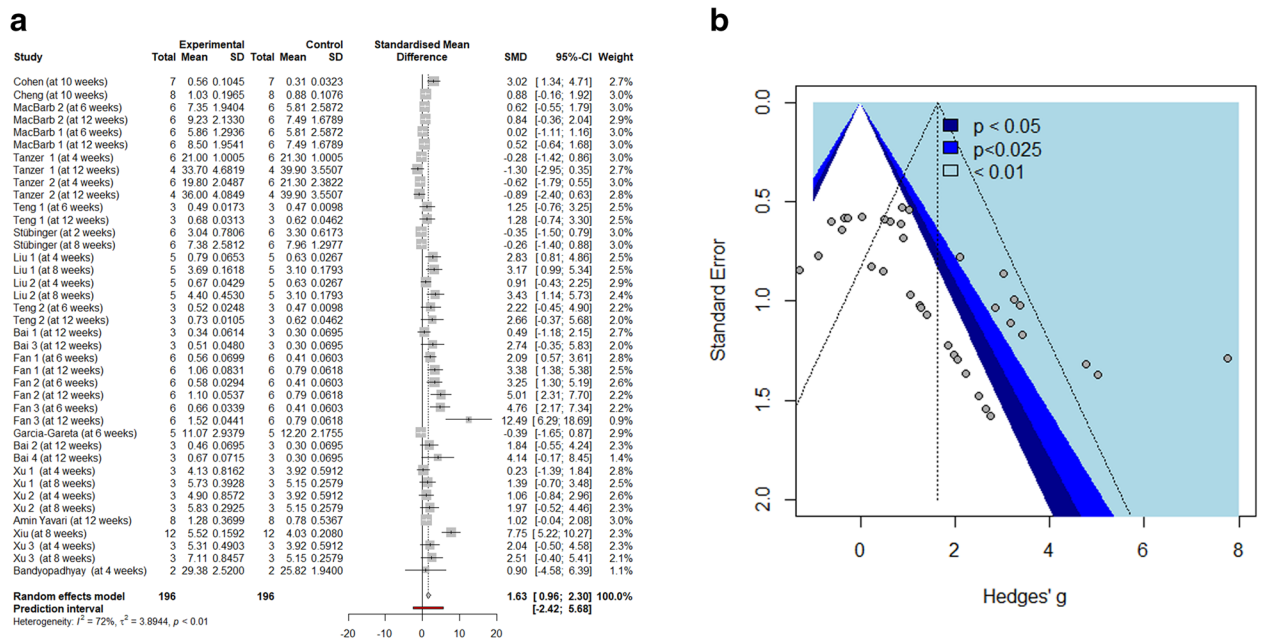 a
Experimental Control Standardised Mean
Study Total Mean SD Total Mean SD Difference SMD 95%-CI Weight
Cohen (at 10 weeks) 7 0.56 0.1045 7 0.31 0.0323 3.02 [ 1.34; 4.71] 2.7%
Cheng (at 10 weeks) 8 1.03 0.1965 8 0.88 0.1076 0.88 [-0.16; 1.92] 3.0%
MacBarb 2 (at 6 weeks) 6 7.35 1.9404 6 5.81 2.5872 0.62 [-0.55; 1.79] 3.0%
MacBarb 2 (at 12 weeks) 6 9.23 2.1330 6 7.49 1.6789 0.84 [-0.36; 2.04] 3.0%
MacBarb 1 (at 6 weeks) 6 5.86 1.2936 6 5.81 2.5872 0.02 [-1.11; 1.16] 3.0%
MacBarb 1 (at 12 weeks) 6 8.50 1.9541 6 7.49 1.6789 0.52 [-0.64; 1.68] 3.0%
Tanzer 1 (at 4 weeks) 6 21.00 1.0005 6 21.30 1.0005 -0.28 [-1.42; 0.86] 3.0%
Tanzer 1 (at 12 weeks) 4 33.70 4.6819 4 39.90 3.5507 -1.30 [-2.95; 0.35] 2.8%
Tanzer 2 (at 4 weeks) 6 19.80 2.0487 6 21.30 2.3822 -0.62 [-1.79; 0.55] 3.0%
Tanzer 2 (at 12 weeks) 4 36.00 4.0849 4 39.90 3.5507 -0.89 [-2.40; 0.63] 2.8%
Teng 1 (at 6 weeks) 3 0.49 0.0173 3 0.47 0.0098 1.25 [-0.76; 3.25] 2.6%
Teng 1 (at 12 weeks) 3 0.68 0.0313 3 0.62 0.0462 1.28 [-0.74; 3.30] 2.5%
Stübinger (at 2 weeks) 6 3.04 0.7806 6 3.30 0.6173 -0.35 [-1.50; 0.79] 3.0%
Stübinger (at 8 weeks) 6 7.38 2.5812 6 7.96 1.2977 -0.26 [-1.40; 0.88] 3.0%
Liu 1 (at 4 weeks) 5 0.79 0.0653 5 0.63 0.0267 2.83 [ 0.81; 4.86] 2.5%
Liu 1 (at 8 weeks) 5 3.69 0.1618 5 3.10 0.1793 3.17 [ 0.99; 5.34] 2.5%
Liu 2 (at 4 weeks) 5 0.67 0.0429 5 0.63 0.0267 0.91 [-0.43; 2.25] 2.9%
Liu 2 (at 8 weeks) 5 4.40 0.4530 5 3.10 0.1793 3.43 [ 1.14; 5.73] 2.4%
Teng 2 (at 6 weeks) 3 0.52 0.0248 3 0.47 0.0098 2.22 [-0.45; 4.90] 2.2%
Teng 2 (at 12 weeks) 3 0.73 0.0105 3 0.62 0.0462 2.66 [-0.37; 5.68] 2.0%
Bai 1 (at 12 weeks) 3 0.34 0.0614 3 0.30 0.0695 0.49 [-1.18; 2.15] 2.7%
Bai 3 (at 12 weeks) 3 0.51 0.0480 3 0.30 0.0695 2.74 [-0.35; 5.83] 2.0%
Fan 1 (at 6 weeks) 6 0.56 0.0699 6 0.41 0.0603 2.09 [ 0.57; 3.61] 2.8%
Fan 1 (at 12 weeks) 6 1.06 0.0831 6 0.79 0.0618 3.38 [ 1.38; 5.38] 2.5%
Fan 2 (at 6 weeks) 6 0.58 0.0294 6 0.41 0.0603 3.25 [ 1.30; 5.19] 2.6%
Fan 2 (at 12 weeks) 6 1.10 0.0537 6 0.79 0.0618 5.01 [ 2.31; 7.70] 2.2%
Fan 3 (at 6 weeks) 6 0.66 0.0339 6 0.41 0.0603 4.76 [ 2.17; 7.34] 2.2%
Fan 3 (at 12 weeks) 6 1.52 0.0441 6 0.79 0.0618 12.49 [ 6.29; 18.69] 0.9%
Garcia-Gareta (at 6 weeks) 5 11.07 2.9379 5 12.20 2.1755 -0.39 [-1.65; 0.87] 2.9%
Bai 2 (at 12 weeks) 3 0.46 0.0695 3 0.30 0.0695 1.84 [-0.55; 4.24] 2.3%
Bai 4 (at 12 weeks) 3 0.67 0.0715 3 0.30 0.0695 4.14 [-0.17; 8.45] 1.4%
Xu 1 (at 4 weeks) 3 4.13 0.8162 3 3.92 0.5912 0.23 [-1.39; 1.84] 2.8%
Xu 1 (at 8 weeks) 3 5.73 0.3928 3 5.15 0.2579 1.39 [-0.70; 3.48] 2.5%
Xu 2 (at 4 weeks) 3 4.90 0.8572 3 3.92 0.5912 1.06 [-0.84; 2.96] 2.6%
Xu 2 (at 8 weeks) 3 5.83 0.2925 3 5.15 0.2579 1.97 [-0.52; 4.46] 2.3%
Amin Yavari (at 12 weeks) 8 1.28 0.3699 8 0.78 0.5367 1.02 [-0.04; 2.08] 3.0%
Xiu (at 8 weeks) 12 5.52 0.1592 12 4.03 0.2080 7.75 [ 5.22; 10.27] 2.3%
Xu 3 (at 4 weeks) 3 5.31 0.4903 3 3.92 0.5912 2.04 [-0.50; 4.58] 2.3%
Xu 3 (at 8 weeks) 3 7.11 0.8457 3 5.15 0.2579 2.51 [-0.40; 5.41] 2.1%
Bandyopadhyay (at 4 weeks) 2 29.38 2.5200 2 25.82 1.9400 0.90 [-4.58; 6.39] 1.1%
Random effects model 196 196 1.63 [ 0.96; 2.30] 100.0%
Prediction interval [-2.42; 5.68]
Heterogeneity: I² = 72%, τ² = 3.8944, p < 0.01
-20 -10 0 10 20
b
p < 0.05
p<0.025
< 0.01
Standard Error
0.0
0.5
1.0
1.5
2.0
0 2 4 6 8
Hedges' g